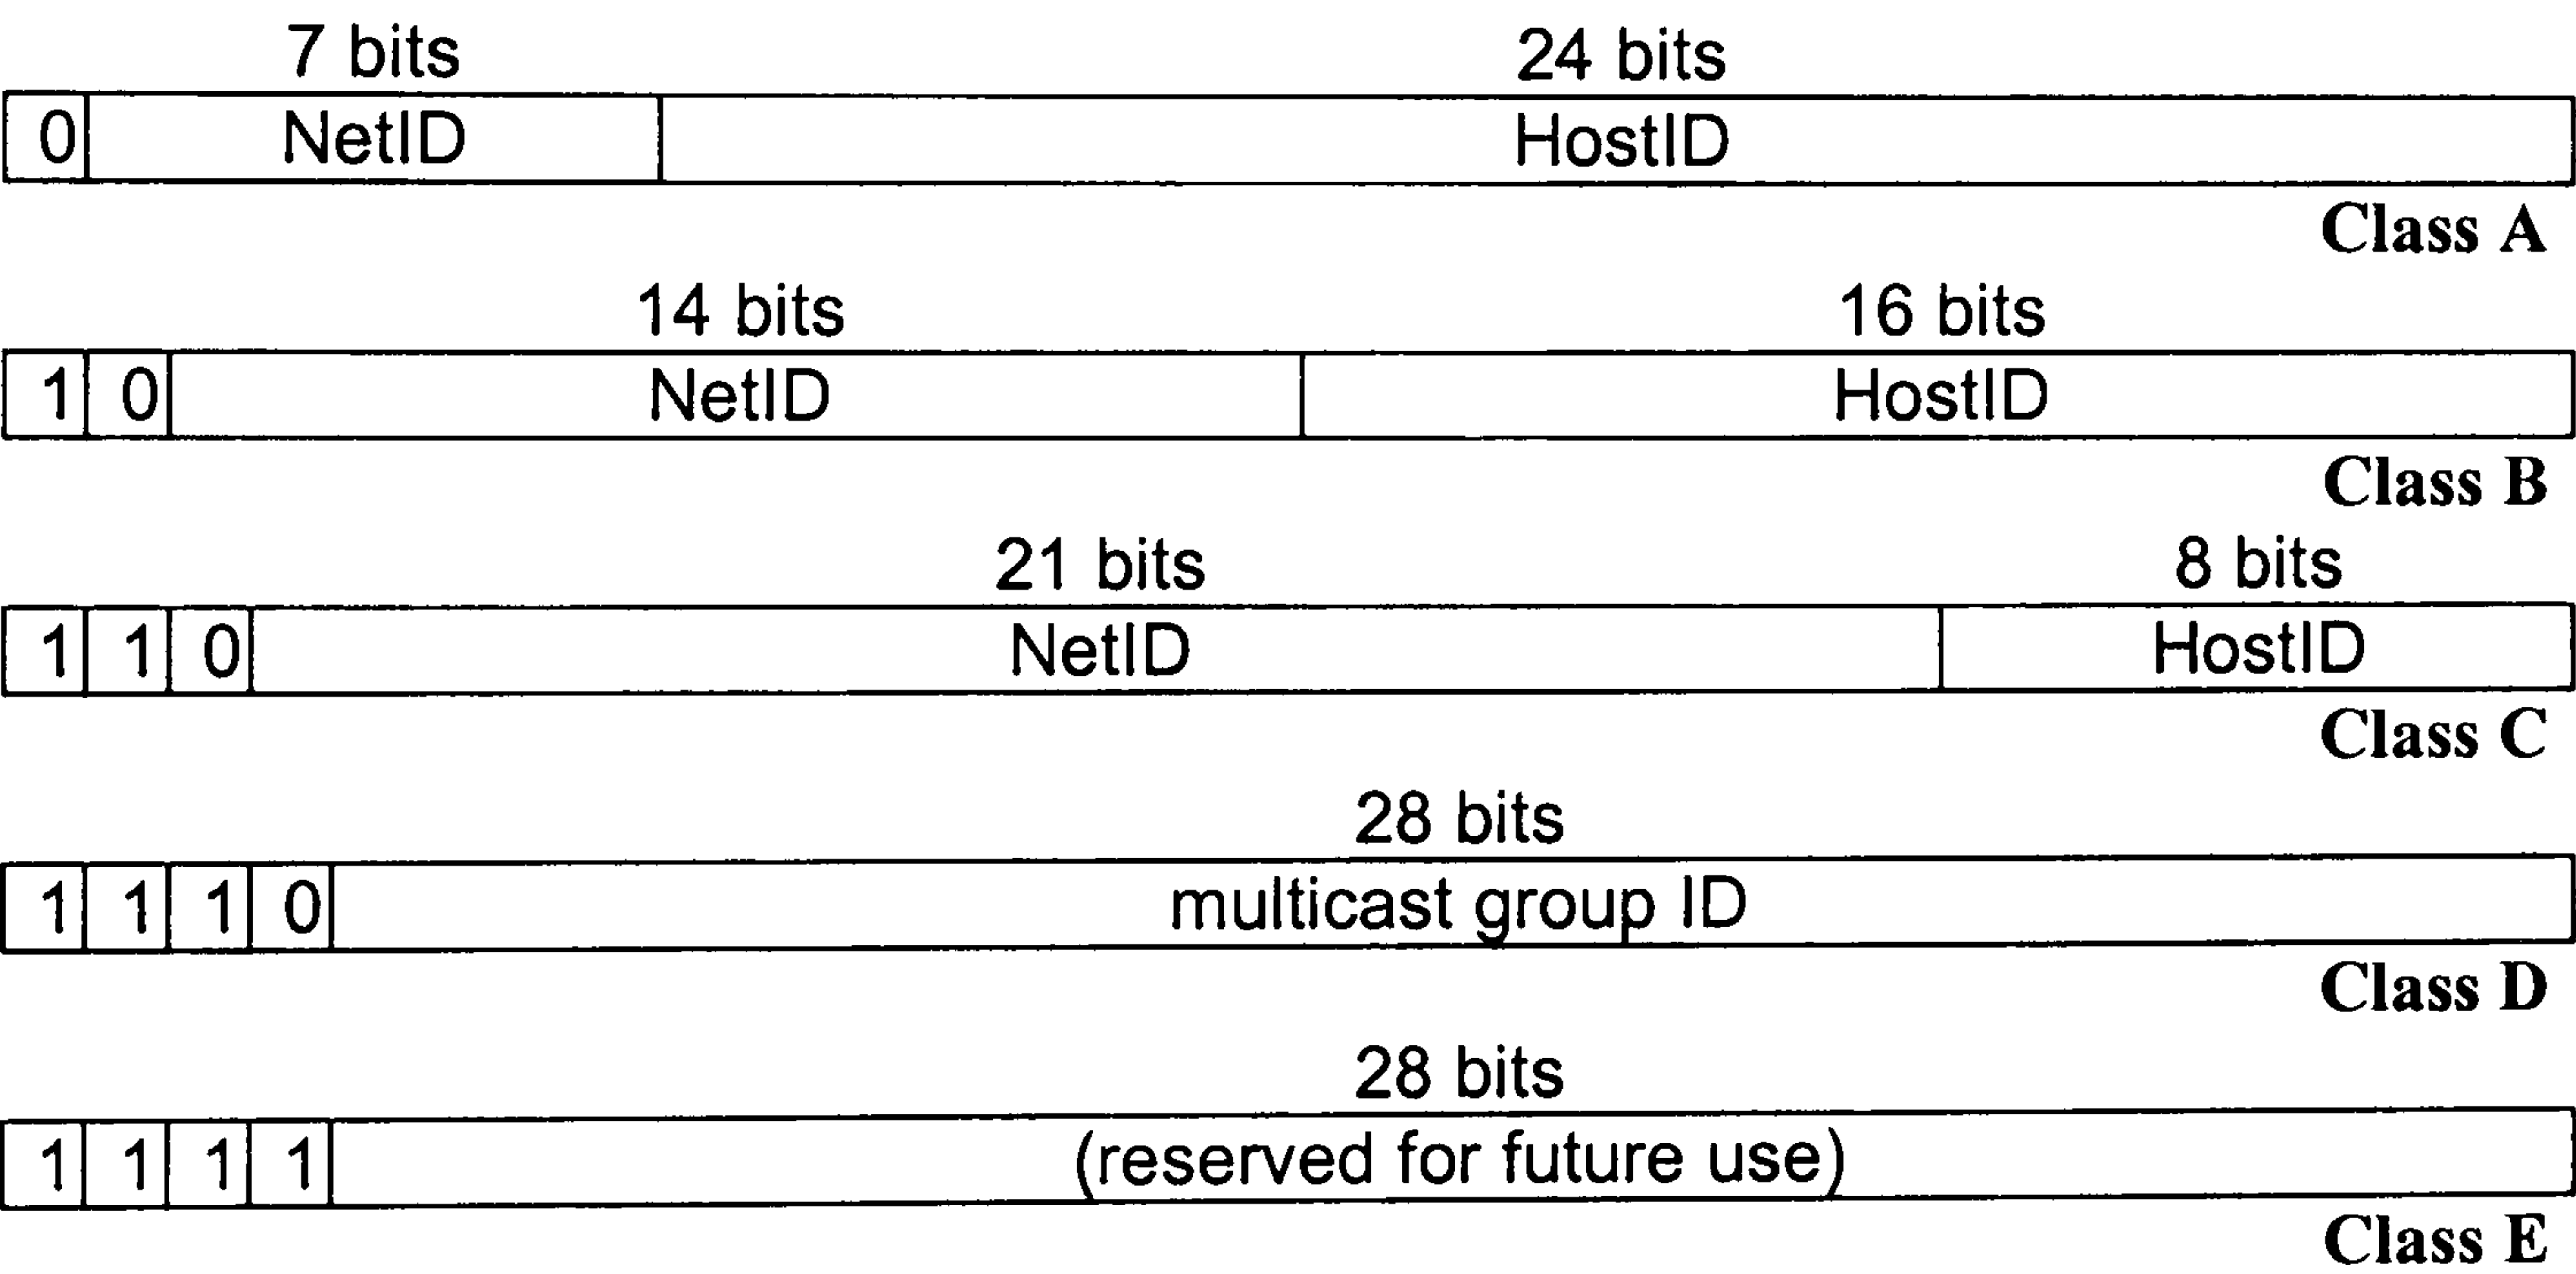 7 bits 24 bits
0 NetID HostID
Class A
14 bits 16 bits
1 0 NetID HostID
Class B
21 bits 8 bits
1 1 0 NetID HostID
Class C
28 bits
1 1 1 0 multicast group ID
Class D
28 bits
1 1 1 1 (reserved for future use)
Class E